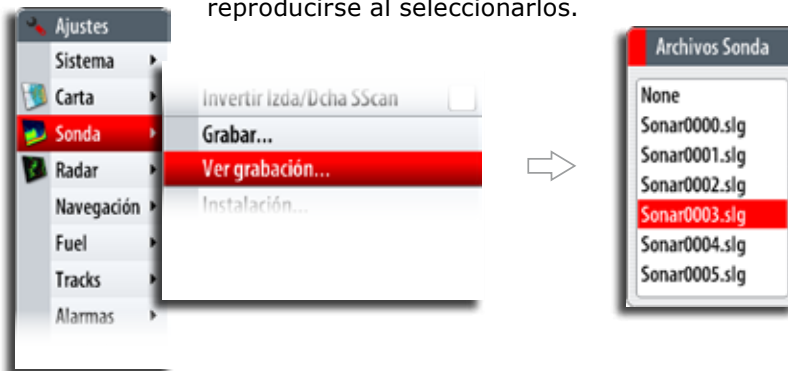 reproducirse al seleccionarlos.
Ajustes
Sistema
Carta
Sonda
Radar
Navegación
Fuel
Tracks
Alarmas
Invertir Izda/Dcha SScan
Grabar...
Ver grabación...
Instalación...
Archivos Sonda
None
Sonar0000.slg
Sonar0001.slg
Sonar0002.slg
Sonar0003.slg
Sonar0004.slg
Sonar0005.slg